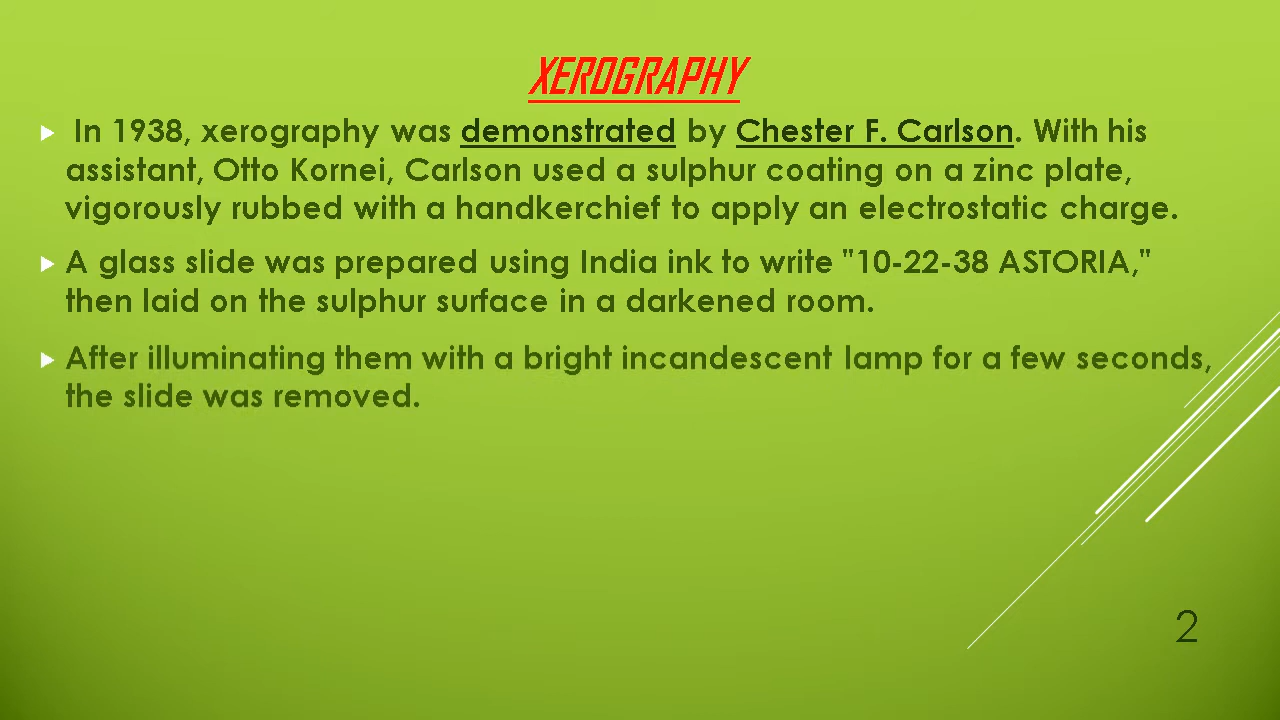 XEROGRAPHY
In 1938, xerography was demonstrated by Chester F. Carlson. With his
assistant, Otto Kornei, Carlson used a sulphur coating on a zinc plate,
vigorously rubbed with a handkerchief to apply an electrostatic charge.
A glass slide was prepared using India ink to write "10-22-38 ASTORIA,"
then laid on the sulphur surface in a darkened room.
After illuminating them with a bright incandescent lamp for a few seconds,
the slide was removed.
2